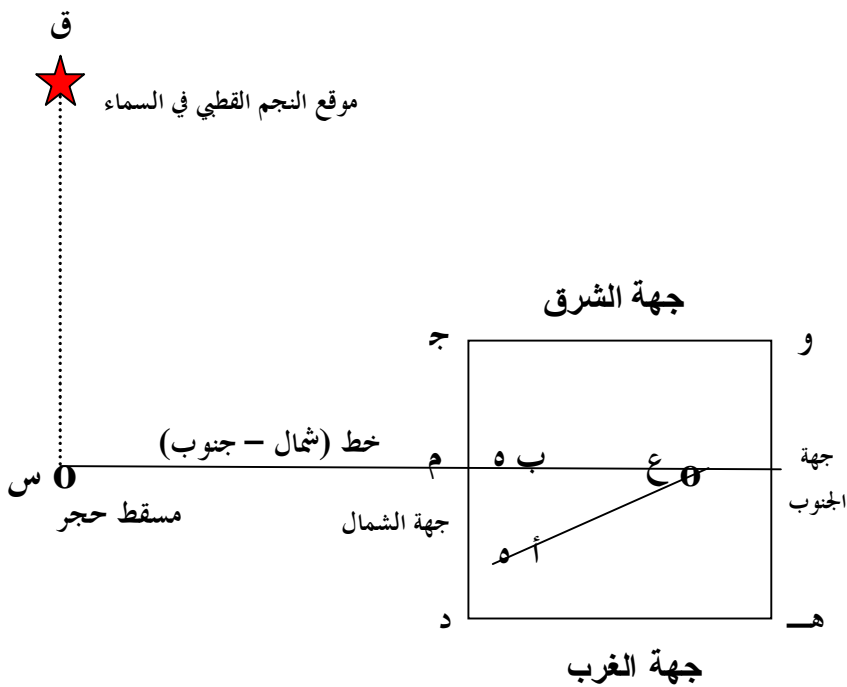 ق
موقع النجم القطبي في السماء
جهة الشرق
و
ج
خط (شمال – جنوب)
س o
م
ه ب
ع o
جهة
الجنوب
مسقط حجر
جهة الشمال
ه أ
د
هـ
جهة الغرب